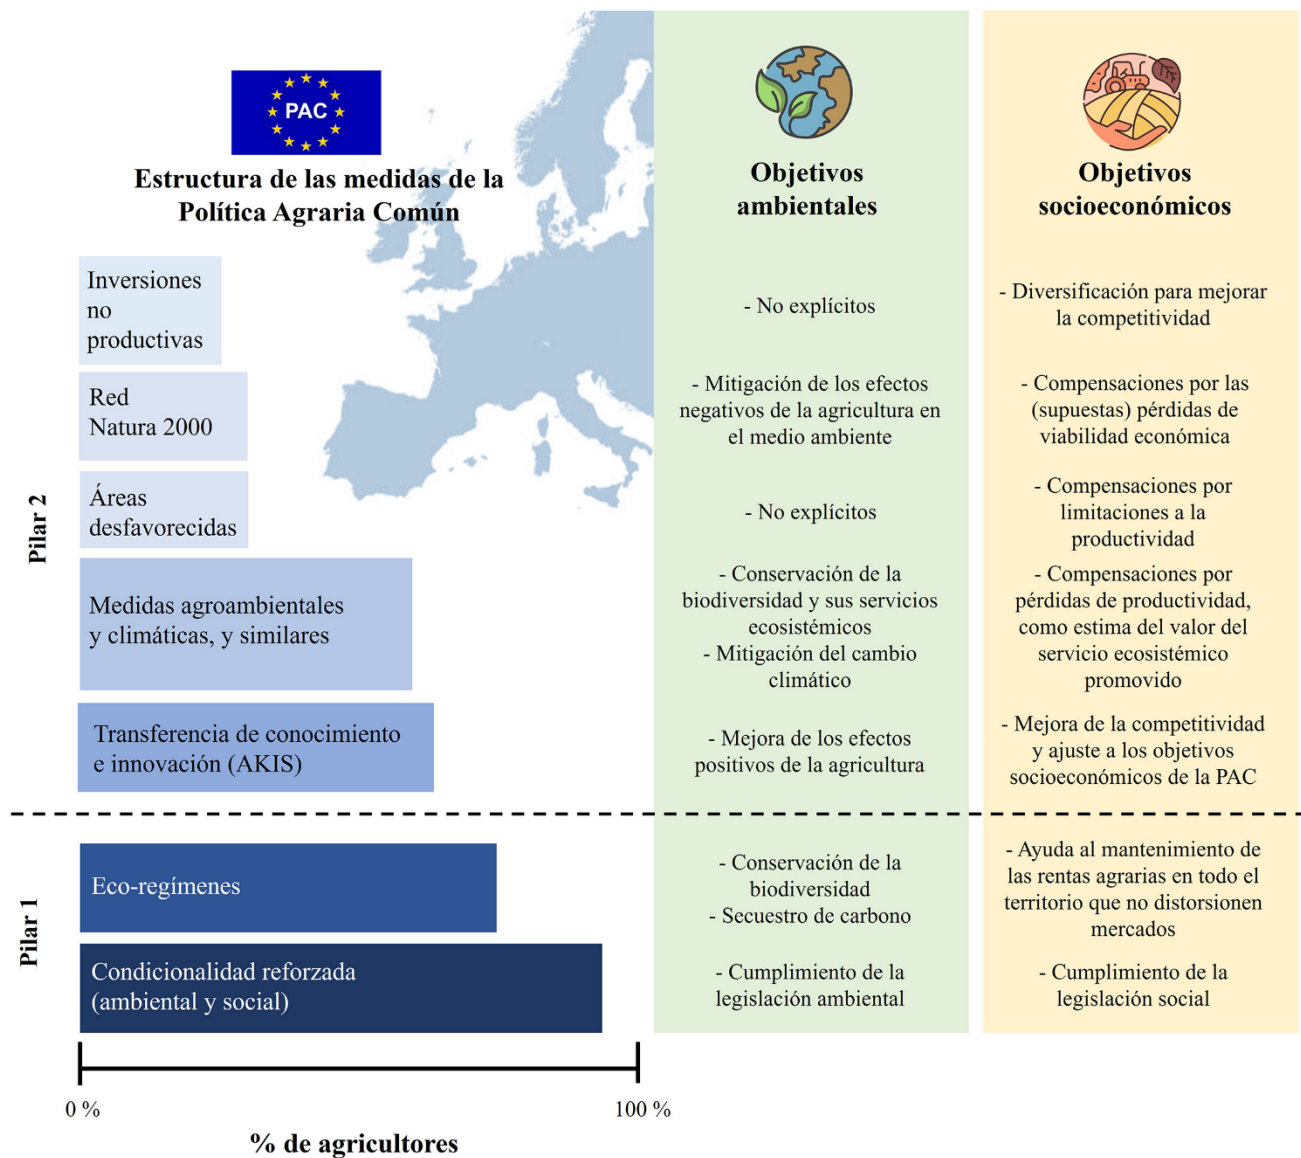 PAC
Estructura de las medidas de la
Política Agraria Común
Objetivos
ambientales
Objetivos
socioeconómicos
Pilar 2
Inversiones
no
productivas
- No explícitos
- Diversificación para mejorar
la competitividad
Red
Natura 2000
- Mitigación de los efectos
negativos de la agricultura en
el medio ambiente
- Compensaciones por las
(supuestas) pérdidas de
viabilidad económica
Áreas
desfavorecidas
- No explícitos
- Compensaciones por
limitaciones a la
productividad
Medidas agroambientales
y climáticas, y similares
- Conservación de la
biodiversidad y sus servicios
ecosistémicos
- Mitigación del cambio
climático
- Compensaciones por
pérdidas de productividad,
como estima del valor del
servicio ecosistémico
promovido
Transferencia de conocimiento
e innovación (AKIS)
- Mejora de los efectos
positivos de la agricultura
- Mejora de la competitividad
y ajuste a los objetivos
socioeconómicos de la PAC
Pilar 1
Eco-regímenes
- Conservación de la
biodiversidad
- Secuestro de carbono
- Ayuda al mantenimiento de
las rentas agrarias en todo el
territorio que no distorsionen
mercados
Condicionalidad reforzada
(ambiental y social)
- Cumplimiento de la
legislación ambiental
- Cumplimiento de la
legislación social
0 %
100 %
% de agricultores